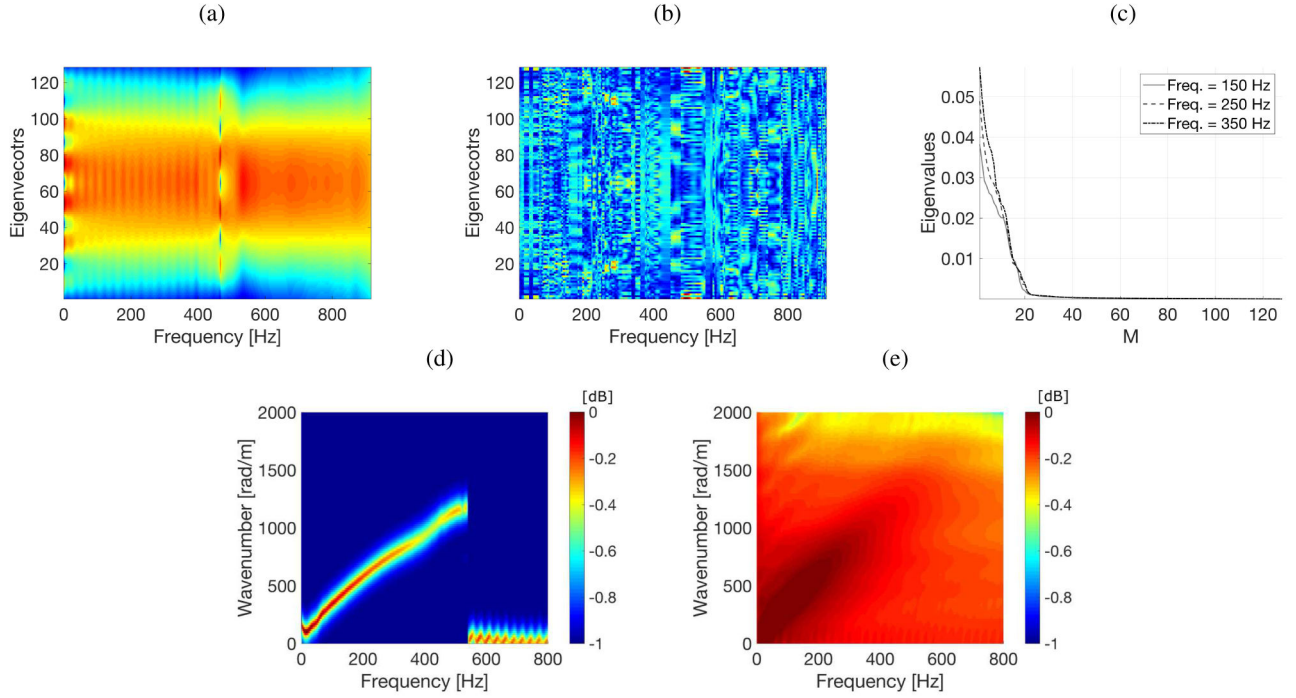 (a)
(b)
(c)
Eigenvecotrs
120
100
80
60
40
20
0 200 400 600 800
Frequency [Hz]
Eigenvecotrs
120
100
80
60
40
20
0 200 400 600 800
Frequency [Hz]
Eigenvalues
0.05
0.04
0.03
0.02
0.01
20 40 60 80 100 120
M
Freq. = 150 Hz
Freq. = 250 Hz
Freq. = 350 Hz
(d)
(e)
Wavenumber [rad/m]
2000
1500
1000
500
0
0 200 400 600 800
Frequency [Hz]
[dB]
0
-0.2
-0.4
-0.6
-0.8
-1
Wavenumber [rad/m]
2000
1500
1000
500
0
0 200 400 600 800
Frequency [Hz]
[dB]
0
-0.2
-0.4
-0.6
-0.8
-1